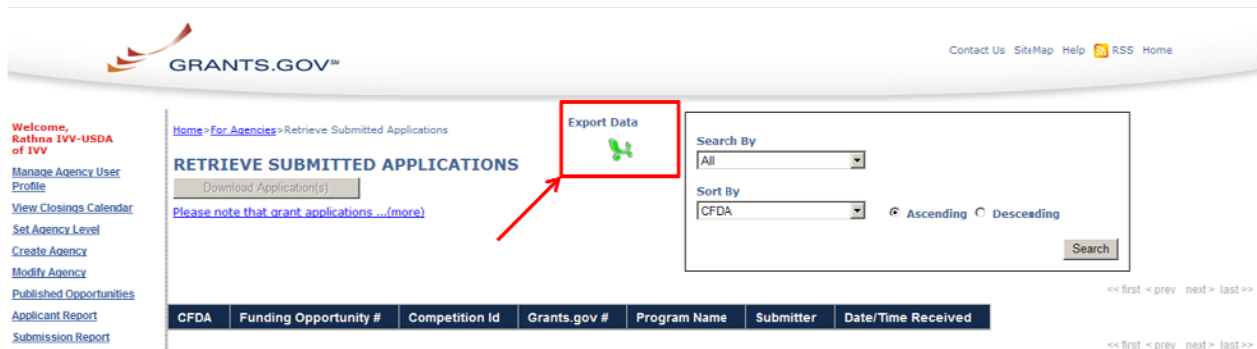 GRANTS.GOV℠
Contact Us SiteMap Help RSS Home
Welcome,
Rathna IVV-USDA
of IVV
Manage Agency User
Profile
View Closings Calendar
Set Agency Level
Create Agency
Modify Agency
Published Opportunities
Applicant Report
Submission Report
Home>For Agencies>Retrieve Submitted Applications
RETRIEVE SUBMITTED APPLICATIONS
Download Application(s)
Please note that grant applications ...(more)
Export Data
Search By
All
Sort By
CFDA
Ascending Descending
Search
<< first < prev next > last >>
CFDA Funding Opportunity # Competition Id Grants.gov # Program Name Submitter Date/Time Received
<< first < prev next > last >>